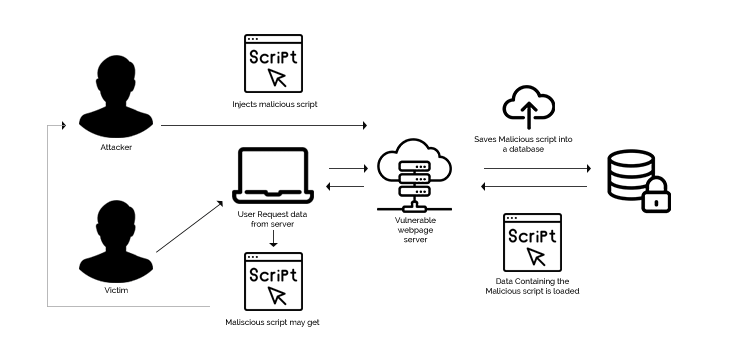 ScriPt
Injects malicious script
Attacker
Saves Malicious script into
a database
User Request data
from server
Vulnerable
webpage
server
ScriPt
Data Containing the
Malicious script is loaded
Victim
ScriPt
Maliscious script may get